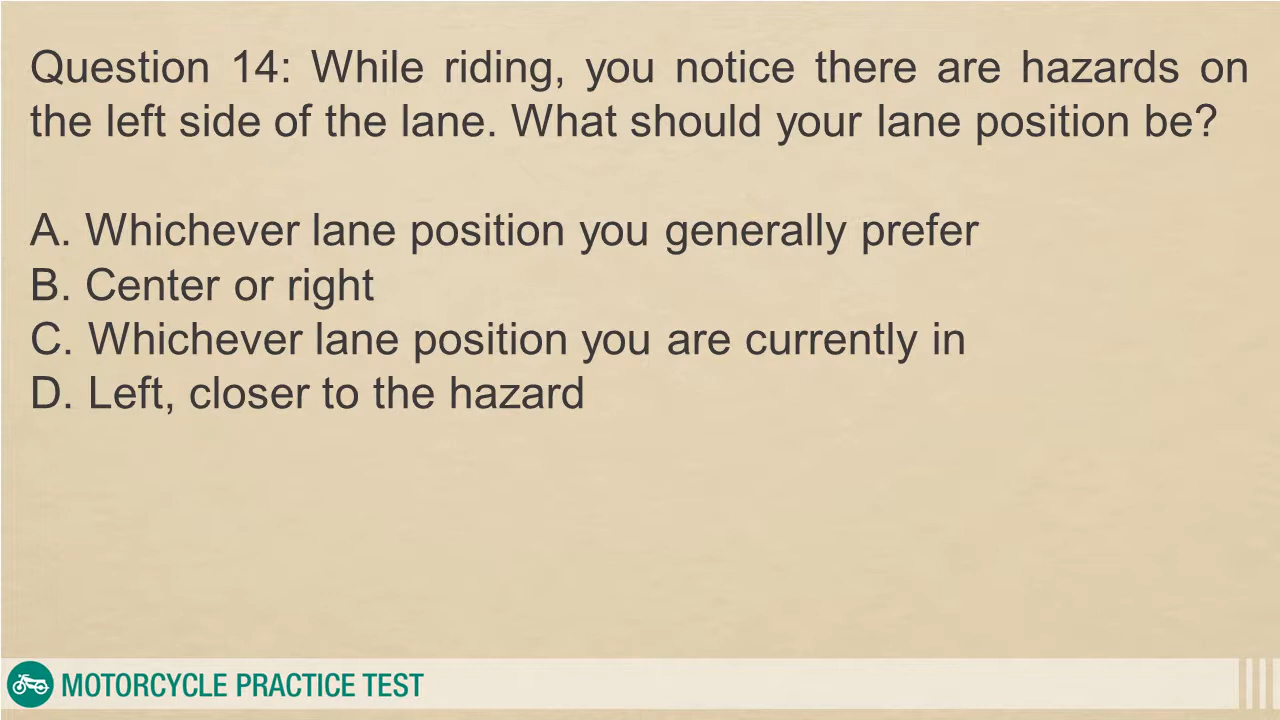 Question 14: While riding, you notice there are hazards on
the left side of the lane. What should your lane position be?
A. Whichever lane position you generally prefer
B. Center or right
C. Whichever lane position you are currently in
D. Left, closer to the hazard
MOTORCYCLE PRACTICE TEST